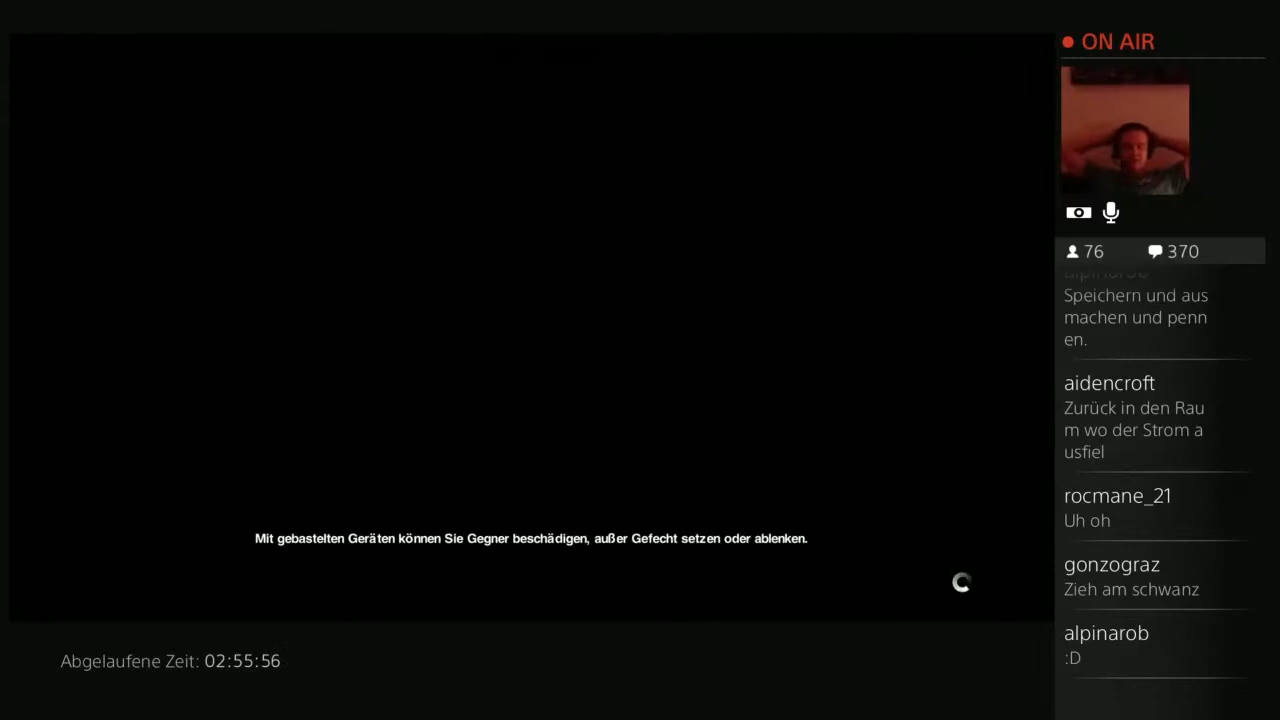 ON AIR
76 370
alpinarob
Speichern und aus
machen und penn
en.
aidencroft
Zurück in den Rau
m wo der Strom a
usfiel
rocmane_21
Uh oh
gonzograz
Zieh am schwanz
alpinarob
:D
Mit gebastelten Geräten können Sie Gegner beschädigen, außer Gefecht setzen oder ablenken.
Abgelaufene Zeit: 02:55:56